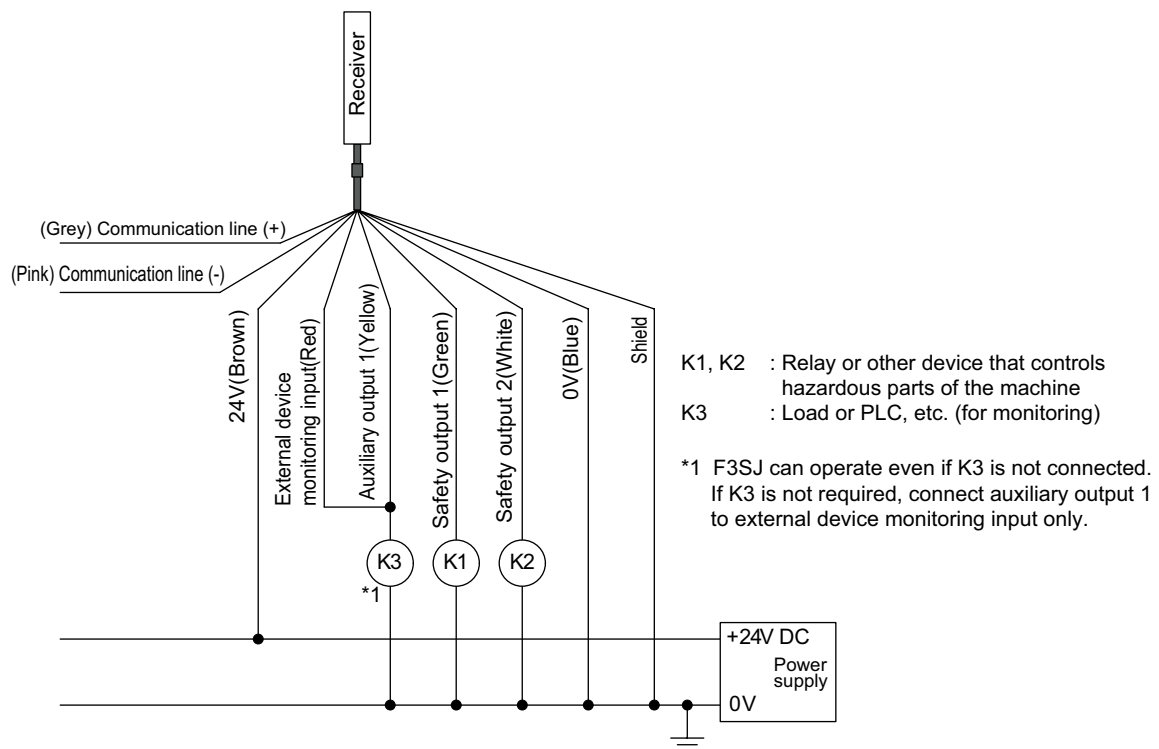 Receiver
(Grey) Communication line (+)
(Pink) Communication line (-)
24V(Brown)
External device
monitoring input(Red)
Auxiliary output 1(Yellow)
Safety output 1(Green)
Safety output 2(White)
0V(Blue)
Shield
K1, K2 : Relay or other device that controls
hazardous parts of the machine
K3 : Load or PLC, etc. (for monitoring)
*1 F3SJ can operate even if K3 is not connected.
If K3 is not required, connect auxiliary output 1
to external device monitoring input only.
K3
K1
K2
*1
+24V DC
Power
supply
0V